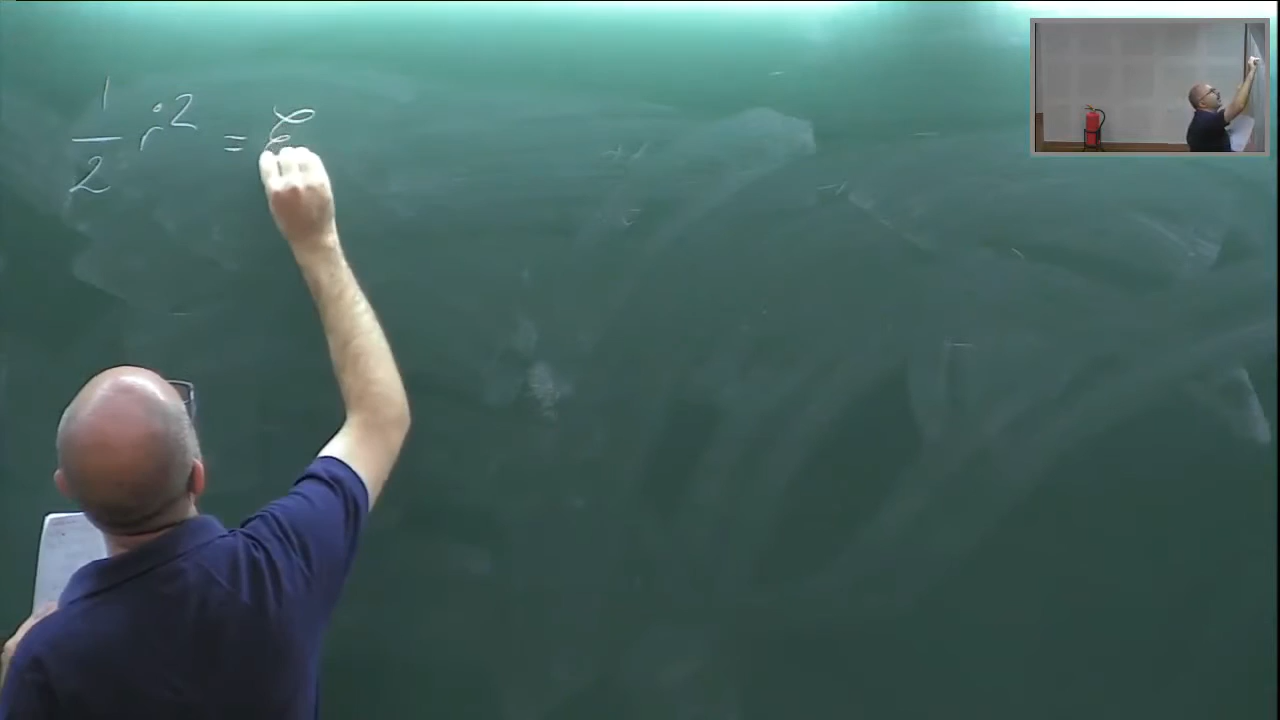 ½ ṙ² = ℰ